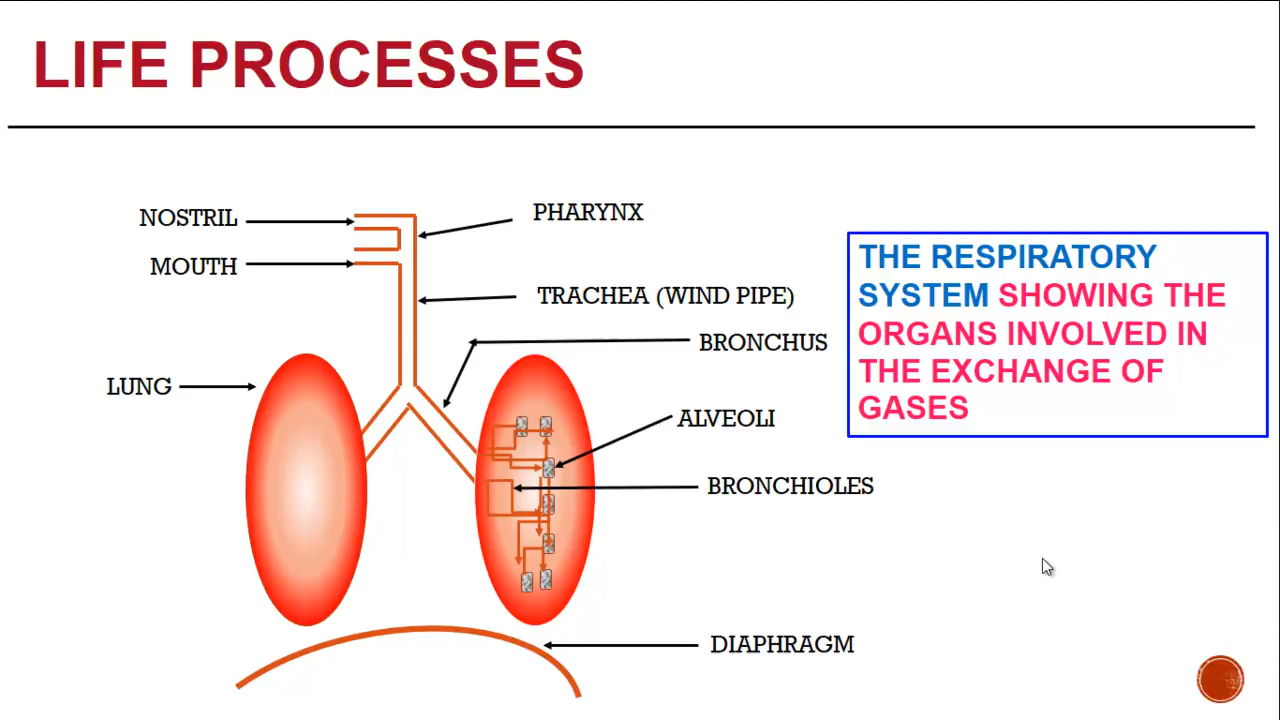 LIFE PROCESSES
NOSTRIL
PHARYNX
MOUTH
TRACHEA (WIND PIPE)
BRONCHUS
LUNG
ALVEOLI
BRONCHIOLES
DIAPHRAGM
THE RESPIRATORY
SYSTEM SHOWING THE
ORGANS INVOLVED IN
THE EXCHANGE OF
GASES